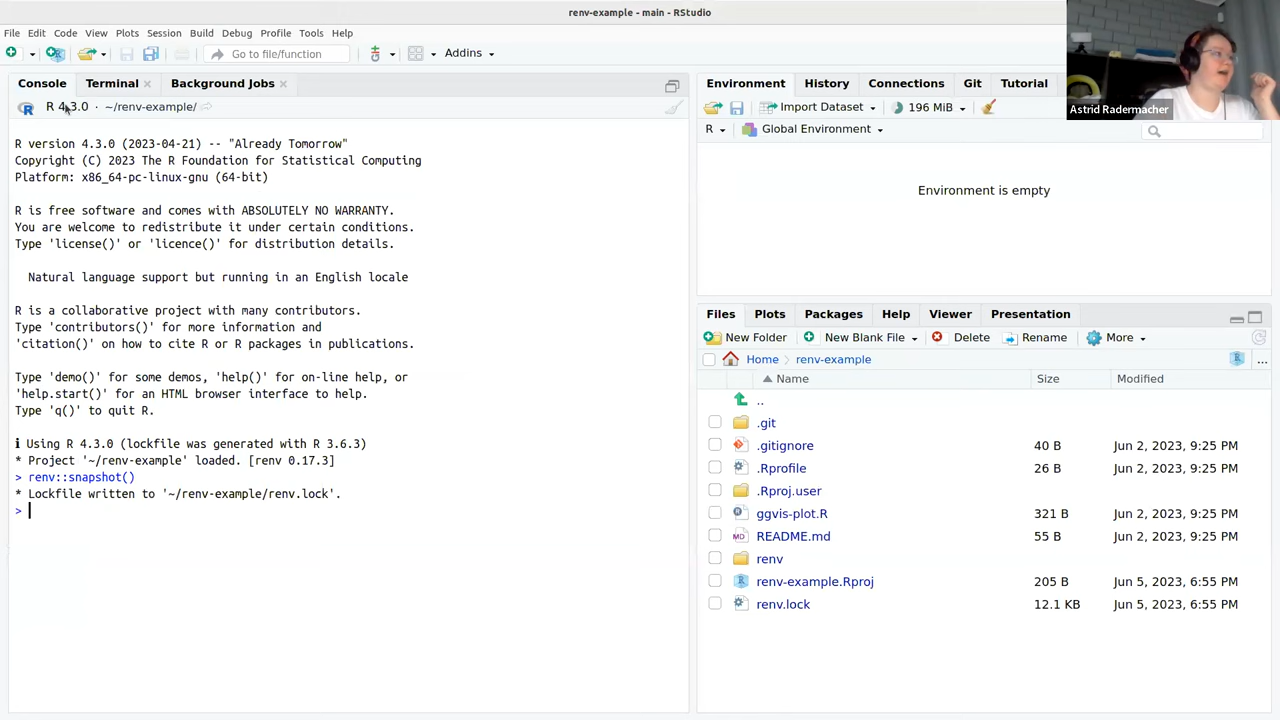 renv-example - main - RStudio
File Edit Code View Plots Session Build Debug Profile Tools Help
Go to file/function Addins
Console Terminal Background Jobs
R 4.3.0 · ~/renv-example/
R version 4.3.0 (2023-04-21) -- "Already Tomorrow"
Copyright (C) 2023 The R Foundation for Statistical Computing
Platform: x86_64-pc-linux-gnu (64-bit)
R is free software and comes with ABSOLUTELY NO WARRANTY.
You are welcome to redistribute it under certain conditions.
Type 'license()' or 'licence()' for distribution details.
Natural language support but running in an English locale
R is a collaborative project with many contributors.
Type 'contributors()' for more information and
'citation()' on how to cite R or R packages in publications.
Type 'demo()' for some demos, 'help()' for on-line help, or
'help.start()' for an HTML browser interface to help.
Type 'q()' to quit R.
ℹ Using R 4.3.0 (lockfile was generated with R 3.6.3)
* Project '~/renv-example' loaded. [renv 0.17.3]
> renv::snapshot()
* Lockfile written to '~/renv-example/renv.lock'.
>
Environment History Connections Git Tutorial
Import Dataset 196 MiB
R Global Environment
Environment is empty
Astrid Radermacher
Files Plots Packages Help Viewer Presentation
New Folder New Blank File Delete Rename More
Home renv-example ...
Name Size Modified
..
.git
.gitignore 40 B Jun 2, 2023, 9:25 PM
.Rprofile 26 B Jun 2, 2023, 9:25 PM
.Rproj.user
ggvis-plot.R 321 B Jun 2, 2023, 9:25 PM
README.md 55 B Jun 2, 2023, 9:25 PM
renv
renv-example.Rproj 205 B Jun 5, 2023, 6:55 PM
renv.lock 12.1 KB Jun 5, 2023, 6:55 PM